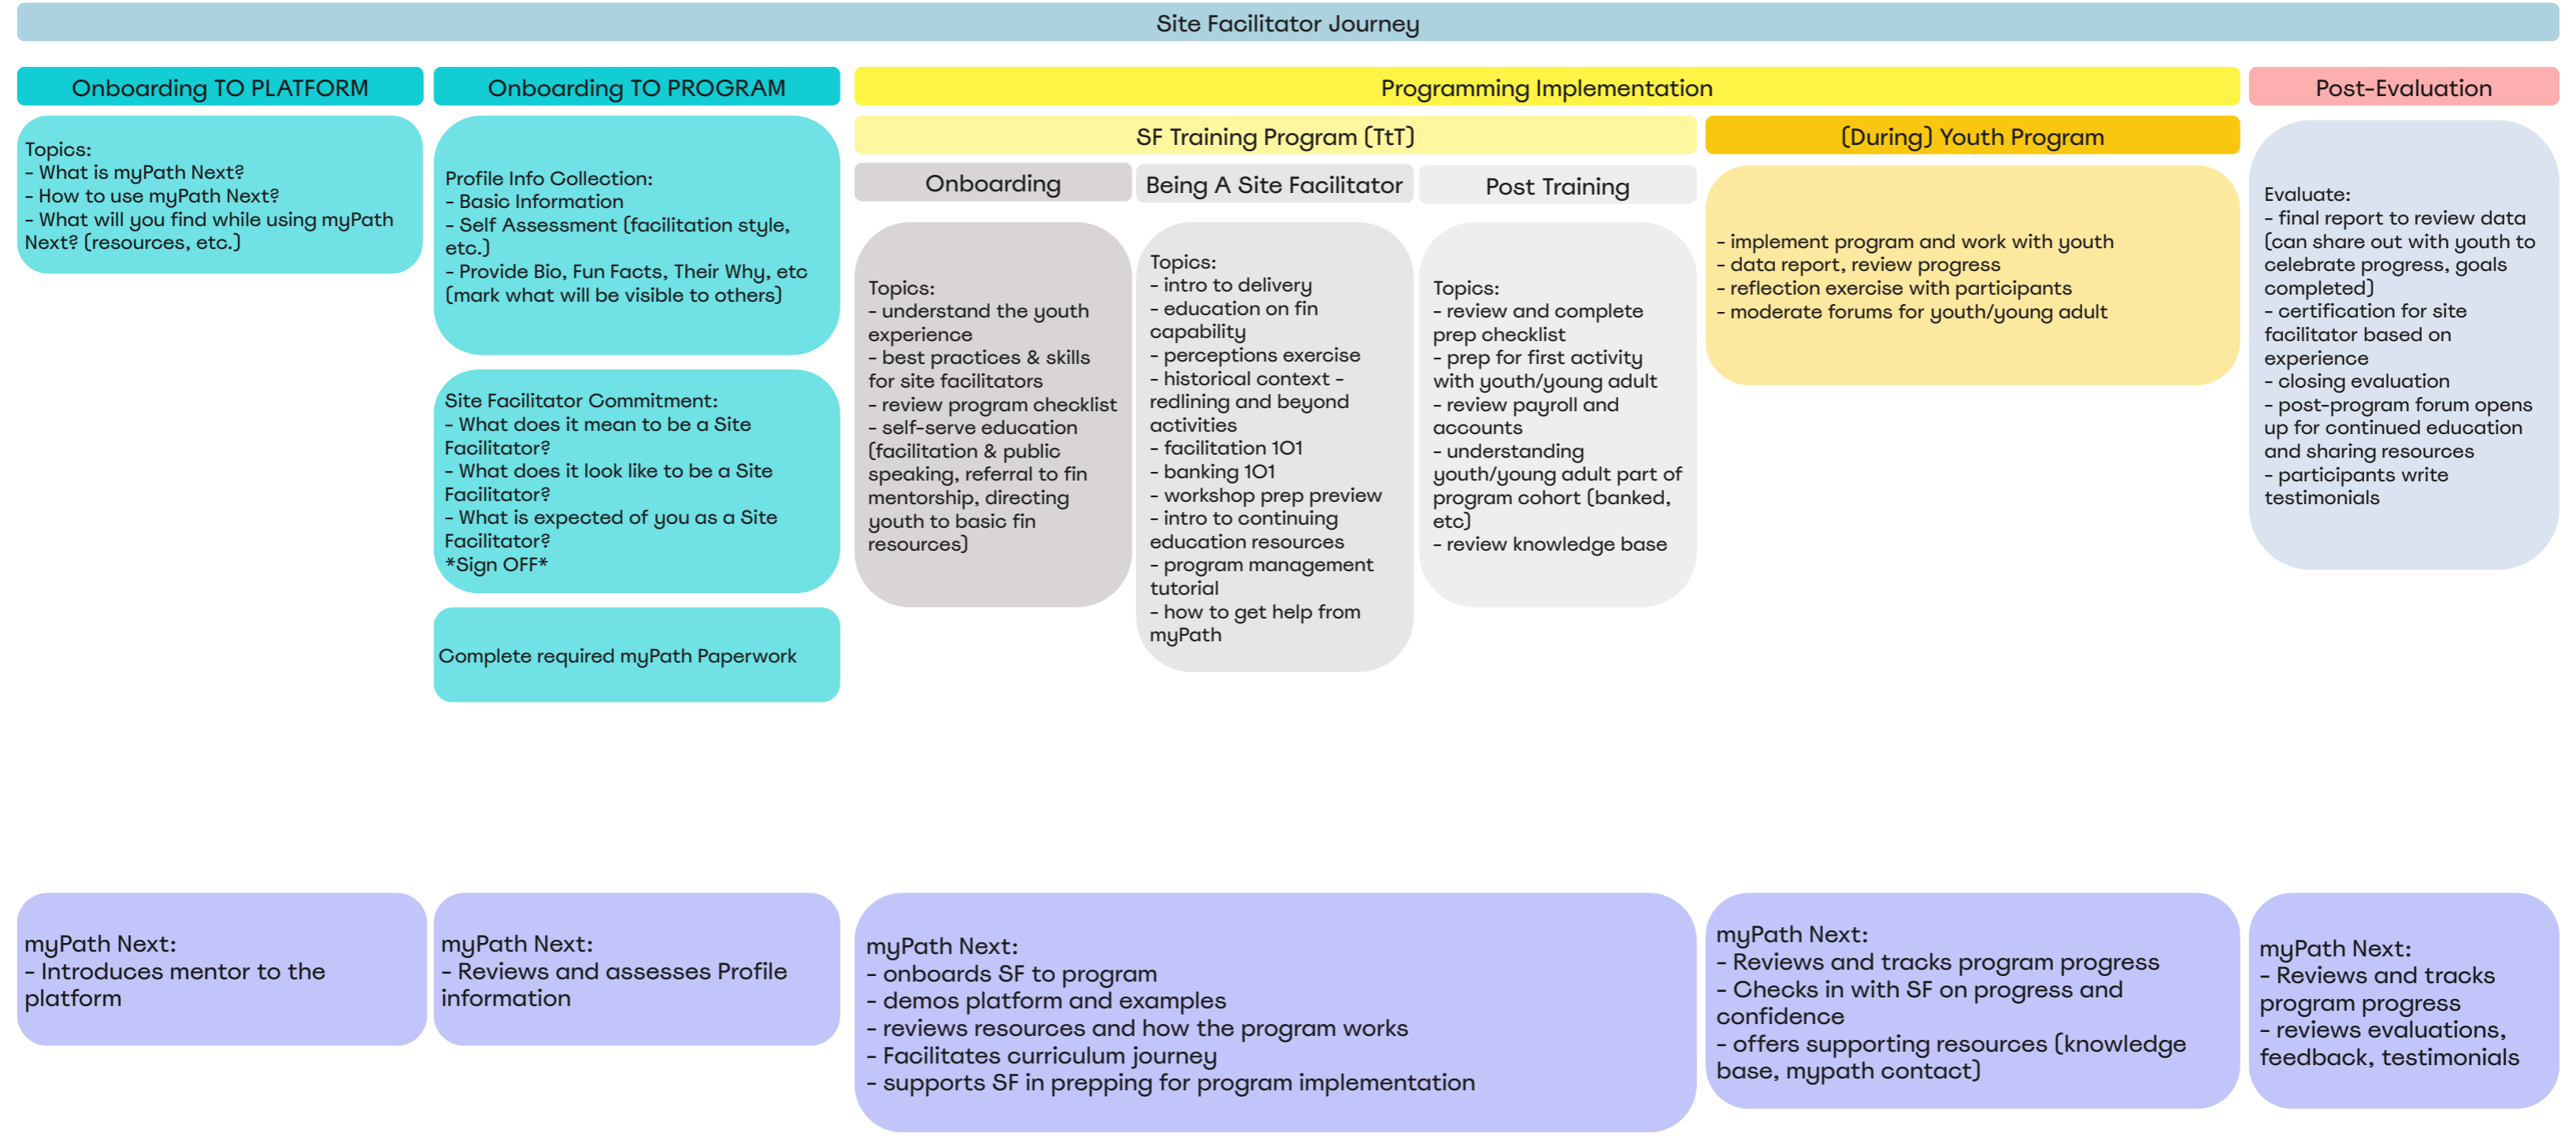 Site Facilitator Journey
Onboarding TO PLATFORM
Topics:
- What is myPath Next?
- How to use myPath Next?
- What will you find while using myPath
Next? (resources, etc.)
Onboarding TO PROGRAM
Profile Info Collection:
- Basic Information
- Self Assessment (facilitation style,
etc.)
- Provide Bio, Fun Facts, Their Why, etc
(mark what will be visible to others)
Site Facilitator Commitment:
- What does it mean to be a Site
Facilitator?
- What does it look like to be a Site
Facilitator?
- What is expected of you as a Site
Facilitator?
*Sign OFF*
Complete required myPath Paperwork
Programming Implementation
SF Training Program (TtT)
Onboarding
Topics:
- understand the youth
experience
- best practices & skills
for site facilitators
- review program checklist
- self-serve education
(facilitation & public
speaking, referral to fin
mentorship, directing
youth to basic fin
resources)
Being A Site Facilitator
Topics:
- intro to delivery
- education on fin
capability
- perceptions exercise
- historical context -
redlining and beyond
activities
- facilitation 101
- banking 101
- workshop prep preview
- intro to continuing
education resources
- program management
tutorial
- how to get help from
myPath
Post Training
Topics:
- review and complete
prep checklist
- prep for first activity
with youth/young adult
- review payroll and
accounts
- understanding
youth/young adult part of
program cohort (banked,
etc)
- review knowledge base
(During) Youth Program
- implement program and work with youth
- data report, review progress
- reflection exercise with participants
- moderate forums for youth/young adult
Post-Evaluation
Evaluate:
- final report to review data
(can share out with youth to
celebrate progress, goals
completed)
- certification for site
facilitator based on
experience
- closing evaluation
- post-program forum opens
up for continued education
and sharing resources
- participants write
testimonials
myPath Next:
- Introduces mentor to the
platform
myPath Next:
- Reviews and assesses Profile
information
myPath Next:
- onboards SF to program
- demos platform and examples
- reviews resources and how the program works
- Facilitates curriculum journey
- supports SF in prepping for program implementation
myPath Next:
- Reviews and tracks program progress
- Checks in with SF on progress and
confidence
- offers supporting resources (knowledge
base, mypath contact)
myPath Next:
- Reviews and tracks
program progress
- reviews evaluations,
feedback, testimonials